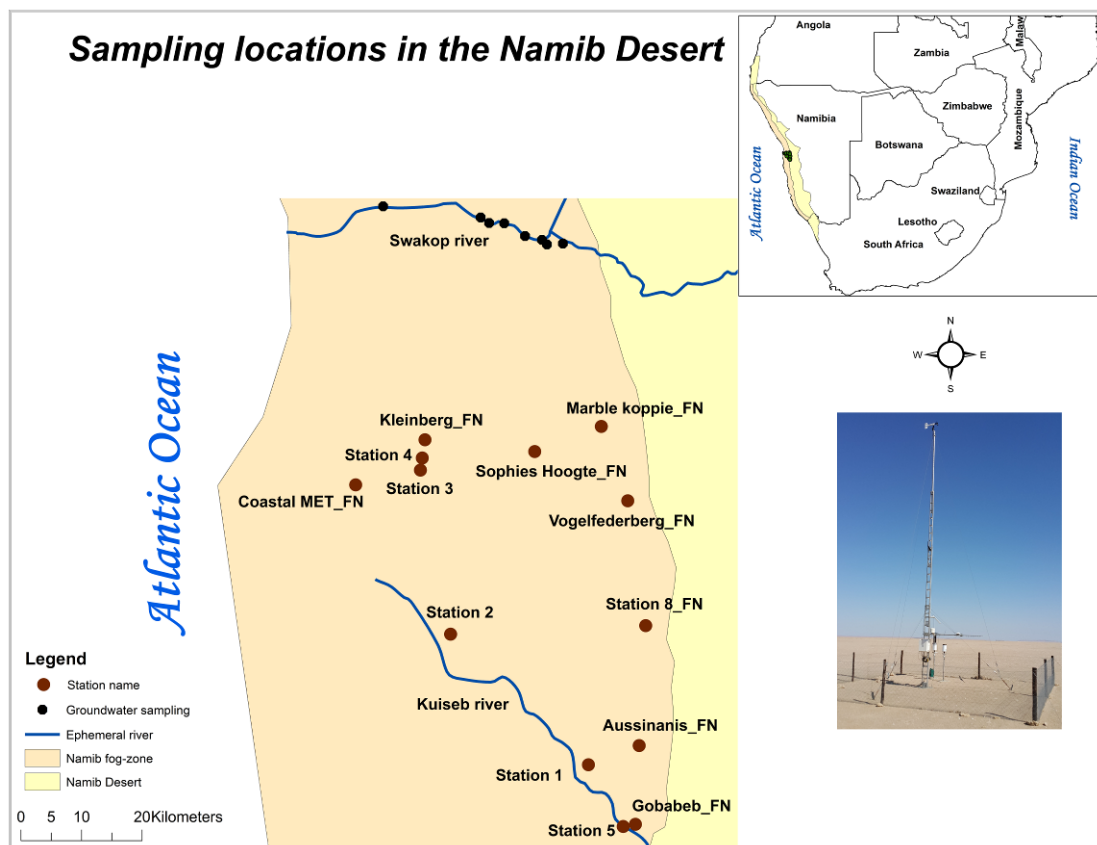 Sampling locations in the Namib Desert
Angola
Zambia
Malaw
Zimbabwe
Mozambique
Namibia
Botswana
Atlantic Ocean
Indian Ocean
Swaziland
Lesotho
South Africa
Swakop river
N
W
E
S
Atlantic Ocean
Marble koppie_FN
Kleinberg_FN
Station 4
Sophies Hoogte_FN
Station 3
Coastal MET_FN
Vogelfederberg_FN
Station 2
Station 8_FN
Kuiseb river
Aussinanis_FN
Station 1
Gobabeb_FN
Station 5
Legend
Station name
Groundwater sampling
Ephemeral river
Namib fog-zone
Namib Desert
0 5 10 20Kilometers